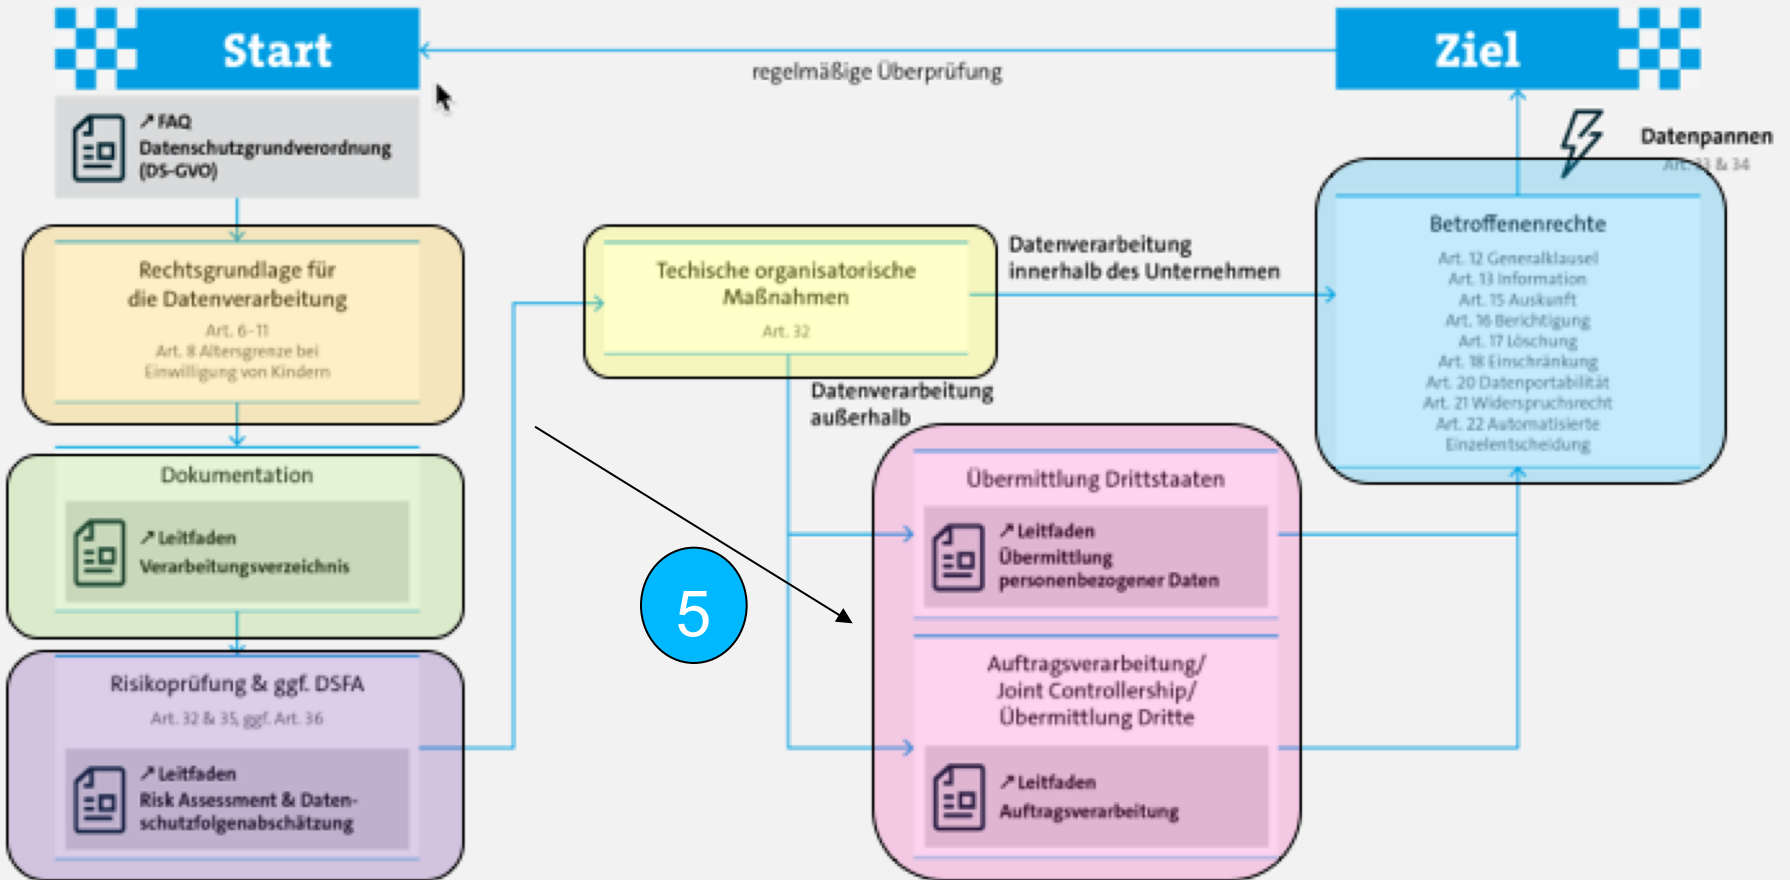 Start
regelmäßige Überprüfung
Ziel
↗ FAQ
Datenschutzgrundverordnung
(DS-GVO)
Datenpannen
Art. 33 & 34
Rechtsgrundlage für
die Datenverarbeitung
Art. 6-11
Art. 8 Altersgrenze bei
Einwilligung von Kindern
Dokumentation
↗ Leitfaden
Verarbeitungsverzeichnis
Risikoprüfung & ggf. DSFA
Art. 32 & 35, ggf. Art. 36
↗ Leitfaden
Risk Assessment & Daten-
schutzfolgenabschätzung
Techische organisatorische
Maßnahmen
Art. 32
Datenverarbeitung
innerhalb des Unternehmen
Datenverarbeitung
außerhalb
5
Übermittlung Drittstaaten
↗ Leitfaden
Übermittlung
personenbezogener Daten
Auftragsverarbeitung/
Joint Controllership/
Übermittlung Dritte
↗ Leitfaden
Auftragsverarbeitung
Betroffenenrechte
Art. 12 Generalklausel
Art. 13 Information
Art. 15 Auskunft
Art. 16 Berichtigung
Art. 17 Löschung
Art. 18 Einschränkung
Art. 20 Datenportabilität
Art. 21 Widerspruchsrecht
Art. 22 Automatisierte
Einzelentscheidung